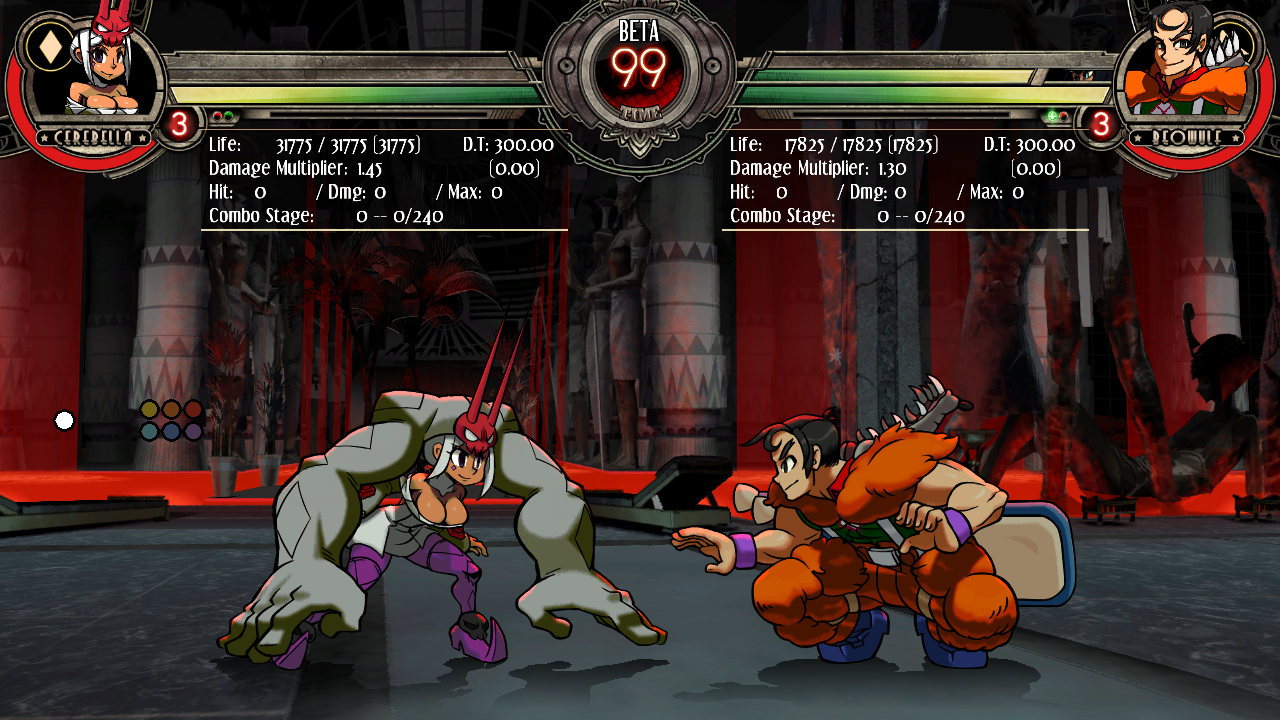 BETA
99
TIME
CEREBELLA
3
3
BEOWULF
Life: 31775 / 31775 (31775) D.T: 300.00
Damage Multiplier: 1.45 (0.00)
Hit: 0 / Dmg: 0 / Max: 0
Combo Stage: 0 -- 0/240
Life: 17825 / 17825 (17825) D.T: 300.00
Damage Multiplier: 1.30 (0.00)
Hit: 0 / Dmg: 0 / Max: 0
Combo Stage: 0 -- 0/240